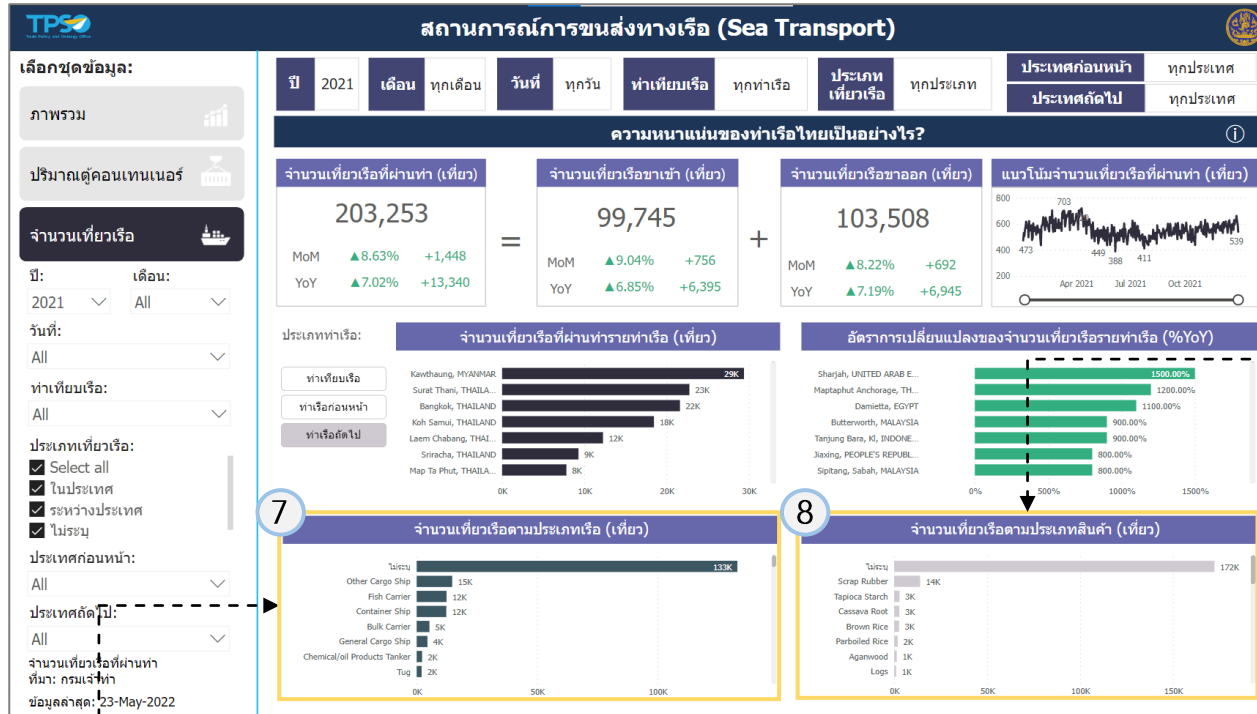 TPSO
Trade Policy and Strategy Office
สถานการณ์การขนส่งทางเรือ (Sea Transport)
เลือกชุดข้อมูล:
ภาพรวม
ปริมาณตู้คอนเทนเนอร์
จำนวนเที่ยวเรือ
ปี:
เดือน:
2021
All
วันที่:
All
ท่าเทียบเรือ:
All
ประเภทเที่ยวเรือ:
Select all
ในประเทศ
ระหว่างประเทศ
ไม่ระบุ
ประเทศก่อนหน้า:
All
ประเทศถัดไป:
All
จำนวนเที่ยวเรือที่ผ่านท่า
ที่มา: กรมเจ้าท่า
ข้อมูลล่าสุด: 23-May-2022
ปี 2021
เดือน ทุกเดือน
วันที่ ทุกวัน
ท่าเทียบเรือ ทุกท่าเรือ
ประเภท
เที่ยวเรือ
ทุกประเภท
ประเทศก่อนหน้า ทุกประเทศ
ประเทศถัดไป ทุกประเทศ
ความหนาแน่นของท่าเรือไทยเป็นอย่างไร?
จำนวนเที่ยวเรือที่ผ่านท่า (เที่ยว)
203,253
MoM ▲8.63% +1,448
YoY ▲7.02% +13,340
=
จำนวนเที่ยวเรือขาเข้า (เที่ยว)
99,745
MoM ▲9.04% +756
YoY ▲6.85% +6,395
+
จำนวนเที่ยวเรือขาออก (เที่ยว)
103,508
MoM ▲8.22% +692
YoY ▲7.19% +6,945
แนวโน้มจำนวนเที่ยวเรือที่ผ่านท่า (เที่ยว)
800
600
400
200
703
473
449
388
411
539
Apr 2021 Jul 2021 Oct 2021
ประเภทท่าเรือ:
ท่าเทียบเรือ
ท่าเรือก่อนหน้า
ท่าเรือถัดไป
จำนวนเที่ยวเรือที่ผ่านท่ารายท่าเรือ (เที่ยว)
Kawthaung, MYANMAR 29K
Surat Thani, THAILA... 23K
Bangkok, THAILAND 22K
Koh Samui, THAILAND 18K
Laem Chabang, THAI... 12K
Sriracha, THAILAND 9K
Map Ta Phut, THAILA... 8K
0K 10K 20K 30K
อัตราการเปลี่ยนแปลงของจำนวนเที่ยวเรือรายท่าเรือ (%YoY)
Sharjah, UNITED ARAB E... 1500.00%
Maptaphut Anchorage, TH... 1200.00%
Damietta, EGYPT 1100.00%
Butterworth, MALAYSIA 900.00%
Tanjung Bara, Kl, INDONE... 900.00%
Jiaxing, PEOPLE'S REPUBL... 800.00%
Sipitang, Sabah, MALAYSIA 800.00%
0% 500% 1000% 1500%
7
จำนวนเที่ยวเรือตามประเภทเรือ (เที่ยว)
ไม่ระบุ 133K
Other Cargo Ship 15K
Fish Carrier 12K
Container Ship 12K
Bulk Carrier 5K
General Cargo Ship 4K
Chemical/oil Products Tanker 2K
Tug 2K
0K 50K 100K
8
จำนวนเที่ยวเรือตามประเภทสินค้า (เที่ยว)
ไม่ระบุ 172K
Scrap Rubber 14K
Tapioca Starch 3K
Cassava Root 3K
Brown Rice 3K
Parboiled Rice 2K
Aganwood 1K
Logs 1K
0K 50K 100K 150K